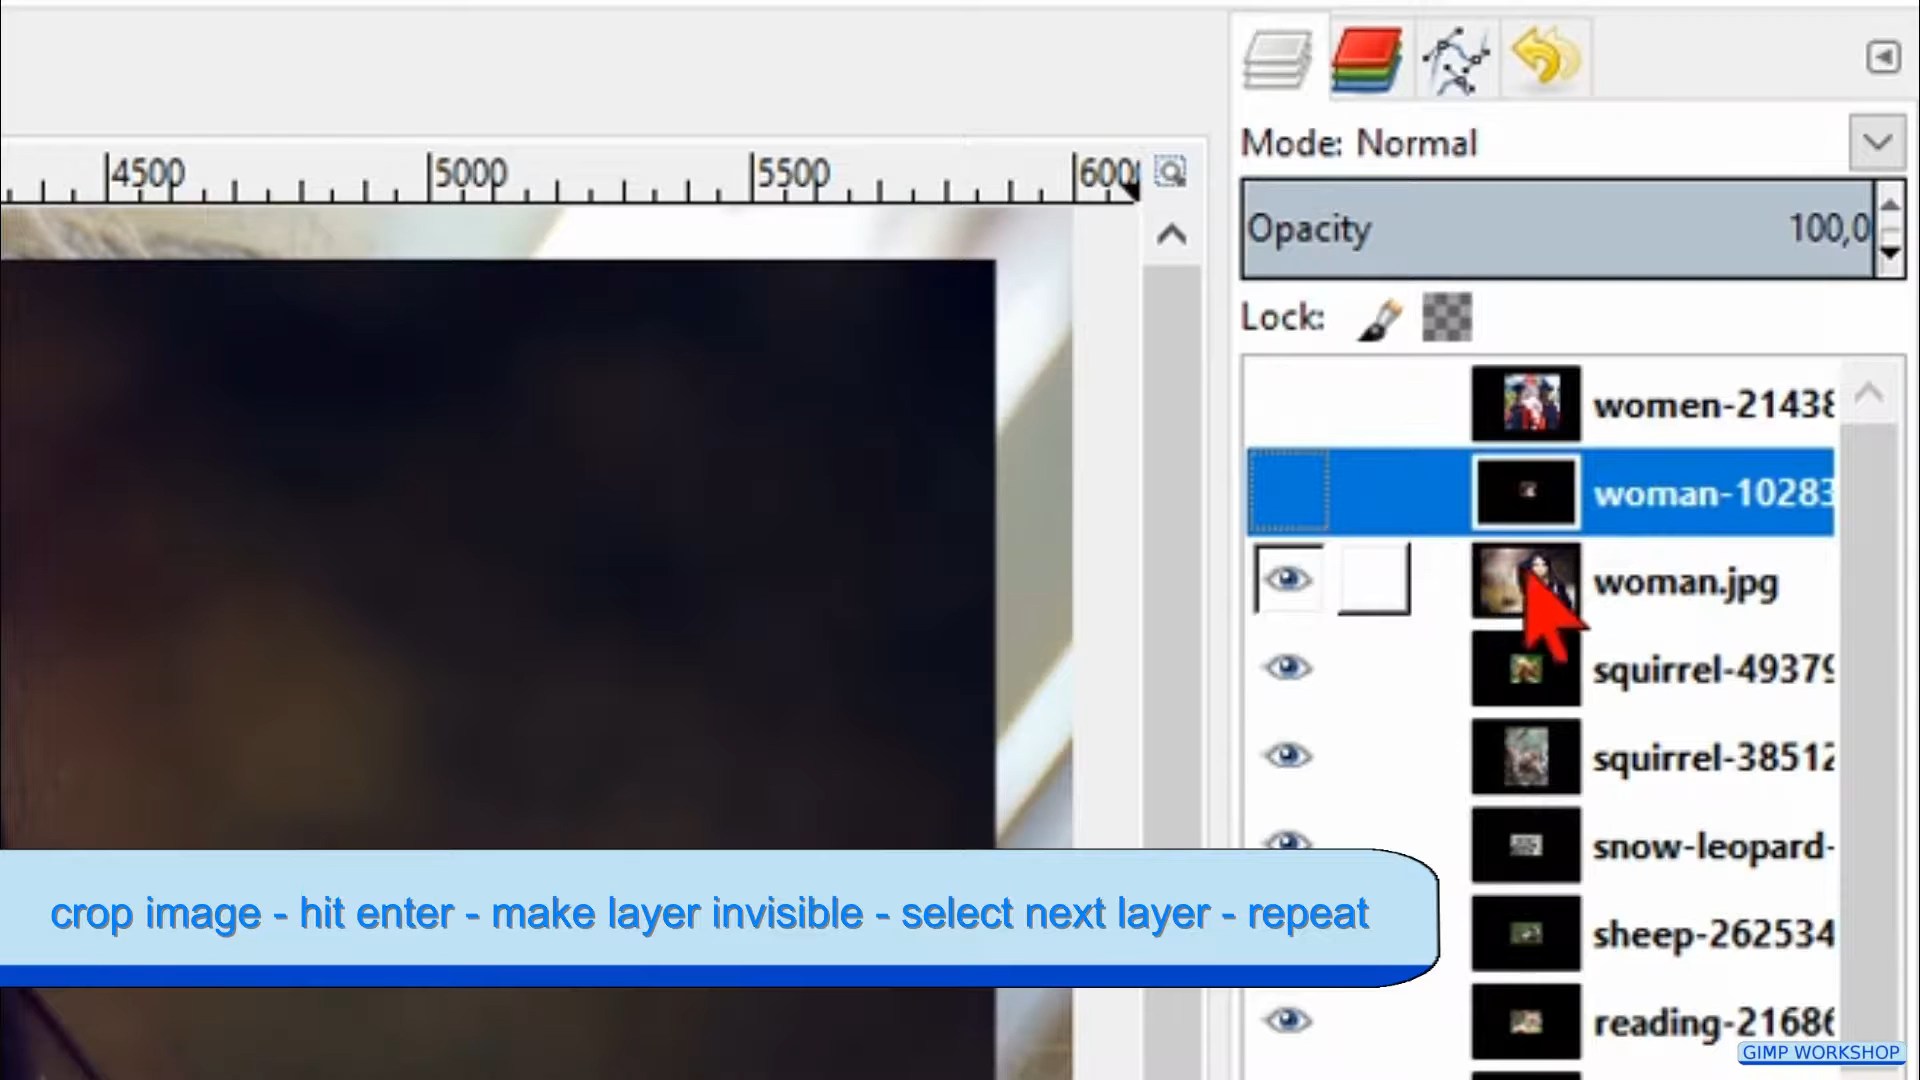 Mode: Normal
4500 5000 5500 600
Opacity 100,0
Lock:
women-21438
woman-10283
woman.jpg
squirrel-49379
squirrel-38512
snow-leopard-
crop image - hit enter - make layer invisible - select next layer - repeat
sheep-262534
reading-21686
GIMP WORKSHOP